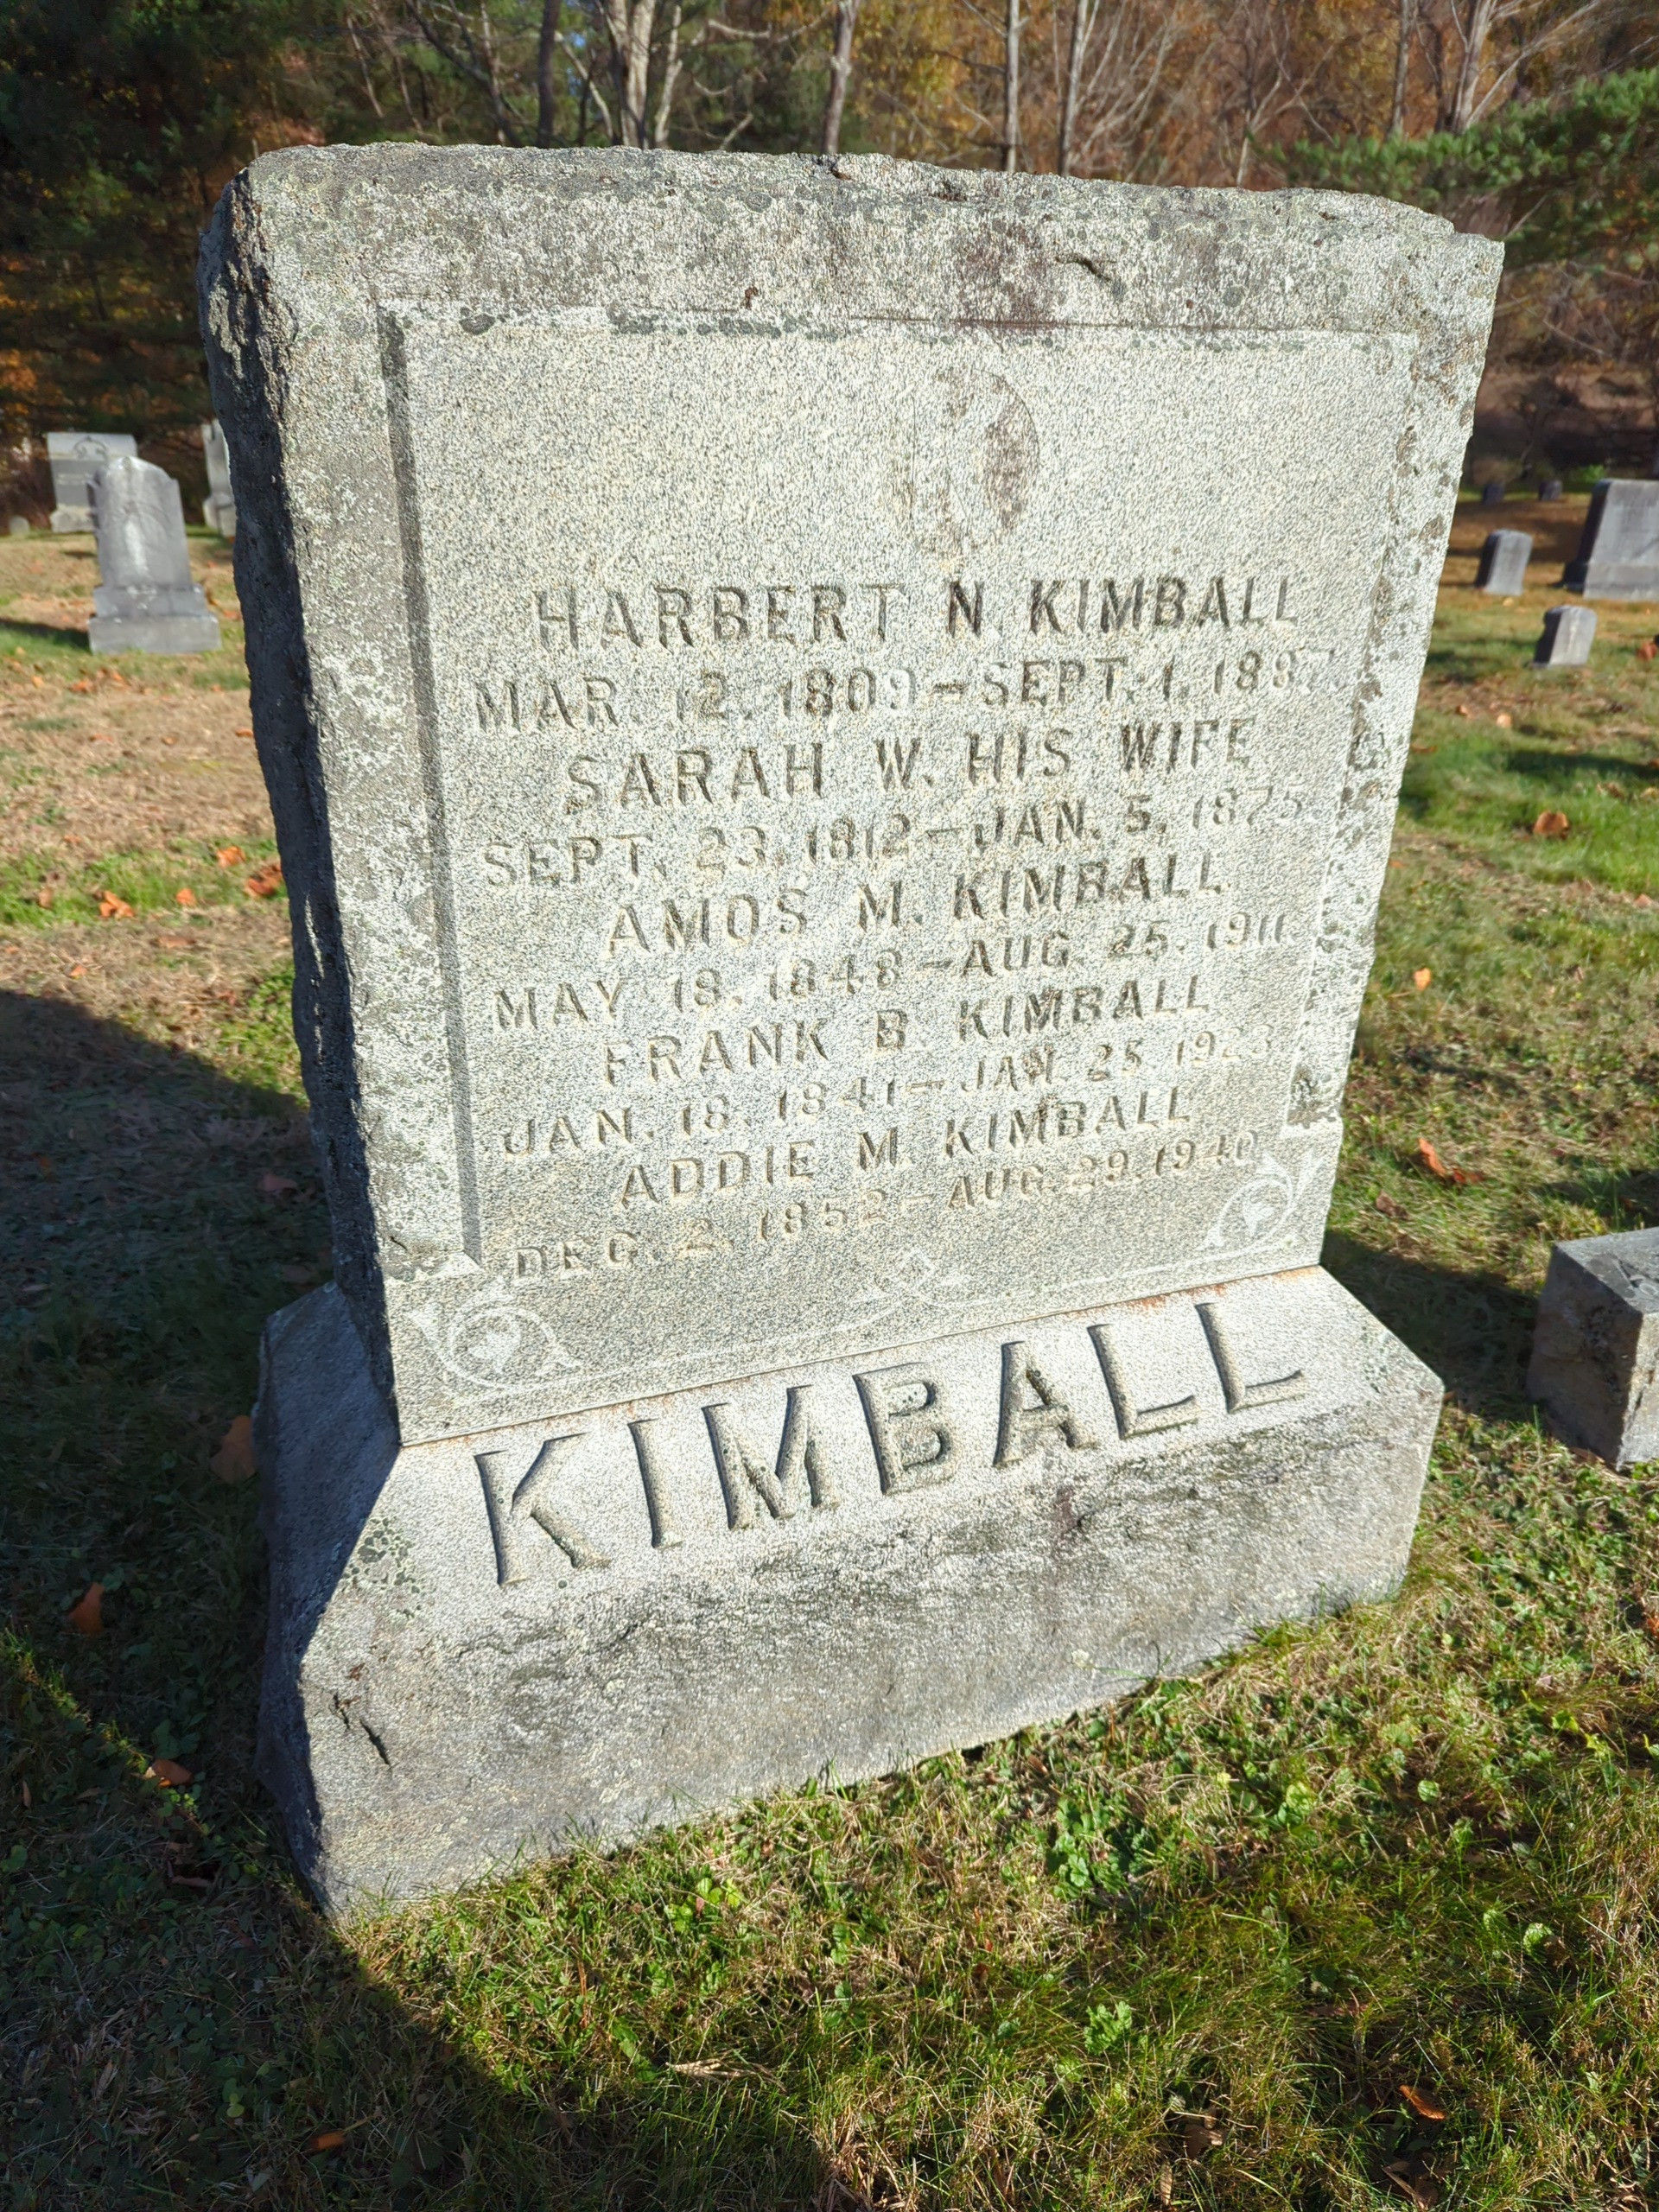 K
HARBERT N. KIMBALL
MAR. 12. 1809–SEPT. 1. 1887
SARAH W. HIS WIFE
SEPT. 23. 1812–JAN. 5, 1875
AMOS M. KIMBALL
MAY 18. 1848–AUG. 25. 1911
FRANK B. KIMBALL
JAN. 18. 1841–JAN. 25.
ADDIE M. KIMBALL
DEC. 2. 1852–AUG. 29. 1940
KIMBALL